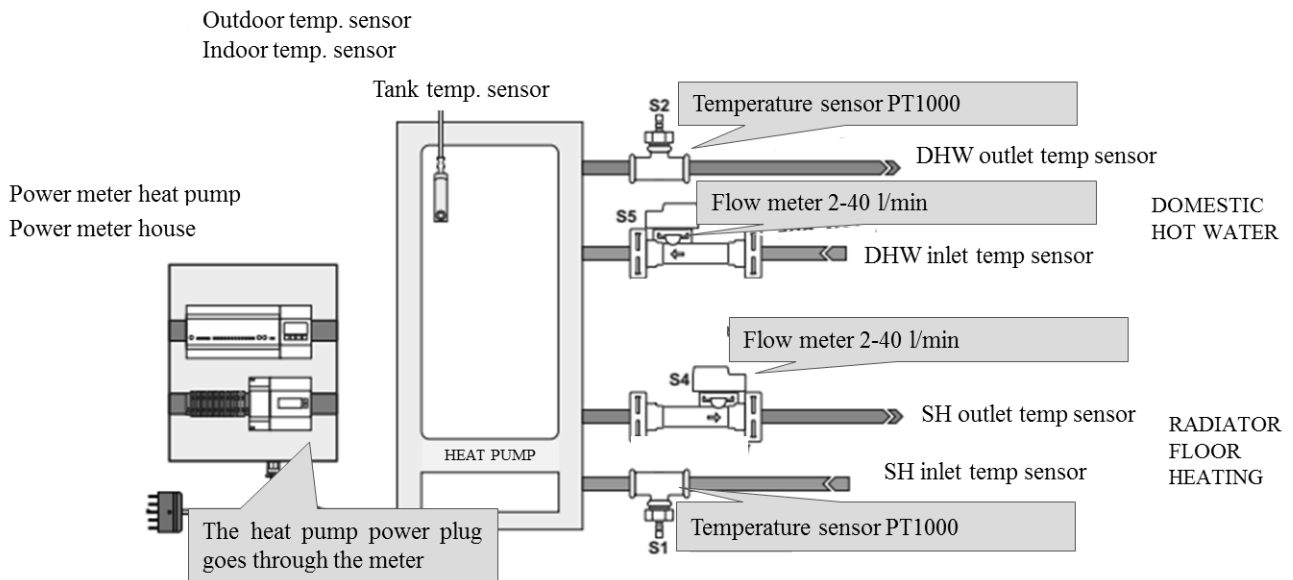 Outdoor temp. sensor
Indoor temp. sensor
Tank temp. sensor
S2
Temperature sensor PT1000
DHW outlet temp sensor
Power meter heat pump
Power meter house
S5
Flow meter 2-40 l/min
DOMESTIC
HOT WATER
DHW inlet temp sensor
Flow meter 2-40 l/min
S4
SH outlet temp sensor
RADIATOR
FLOOR
HEATING
HEAT PUMP
SH inlet temp sensor
The heat pump power plug
goes through the meter
S1
Temperature sensor PT1000